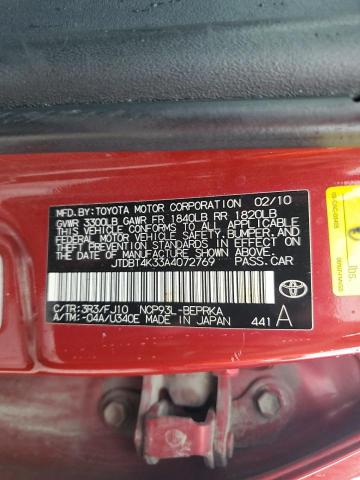 MFD. BY: TOYOTA MOTOR CORPORATION 02/10
GVWR 3300LB GAWR FR 1840LB RR 1820LB
THIS VEHICLE CONFORMS TO ALL APPLICABLE
FEDERAL MOTOR VEHICLE SAFETY, BUMPER, AND
THEFT PREVENTION STANDARDS IN EFFECT ON
THE DATE OF MANUFACTURE SHOWN ABOVE.
JTDBT4K33A4072769 PASS.CAR
C/TR: 3R3/FJ10 NCP93L-BEPRKA
A/TM: -04A/U340E MADE IN JAPAN 441 A
TOYOTA
lbs